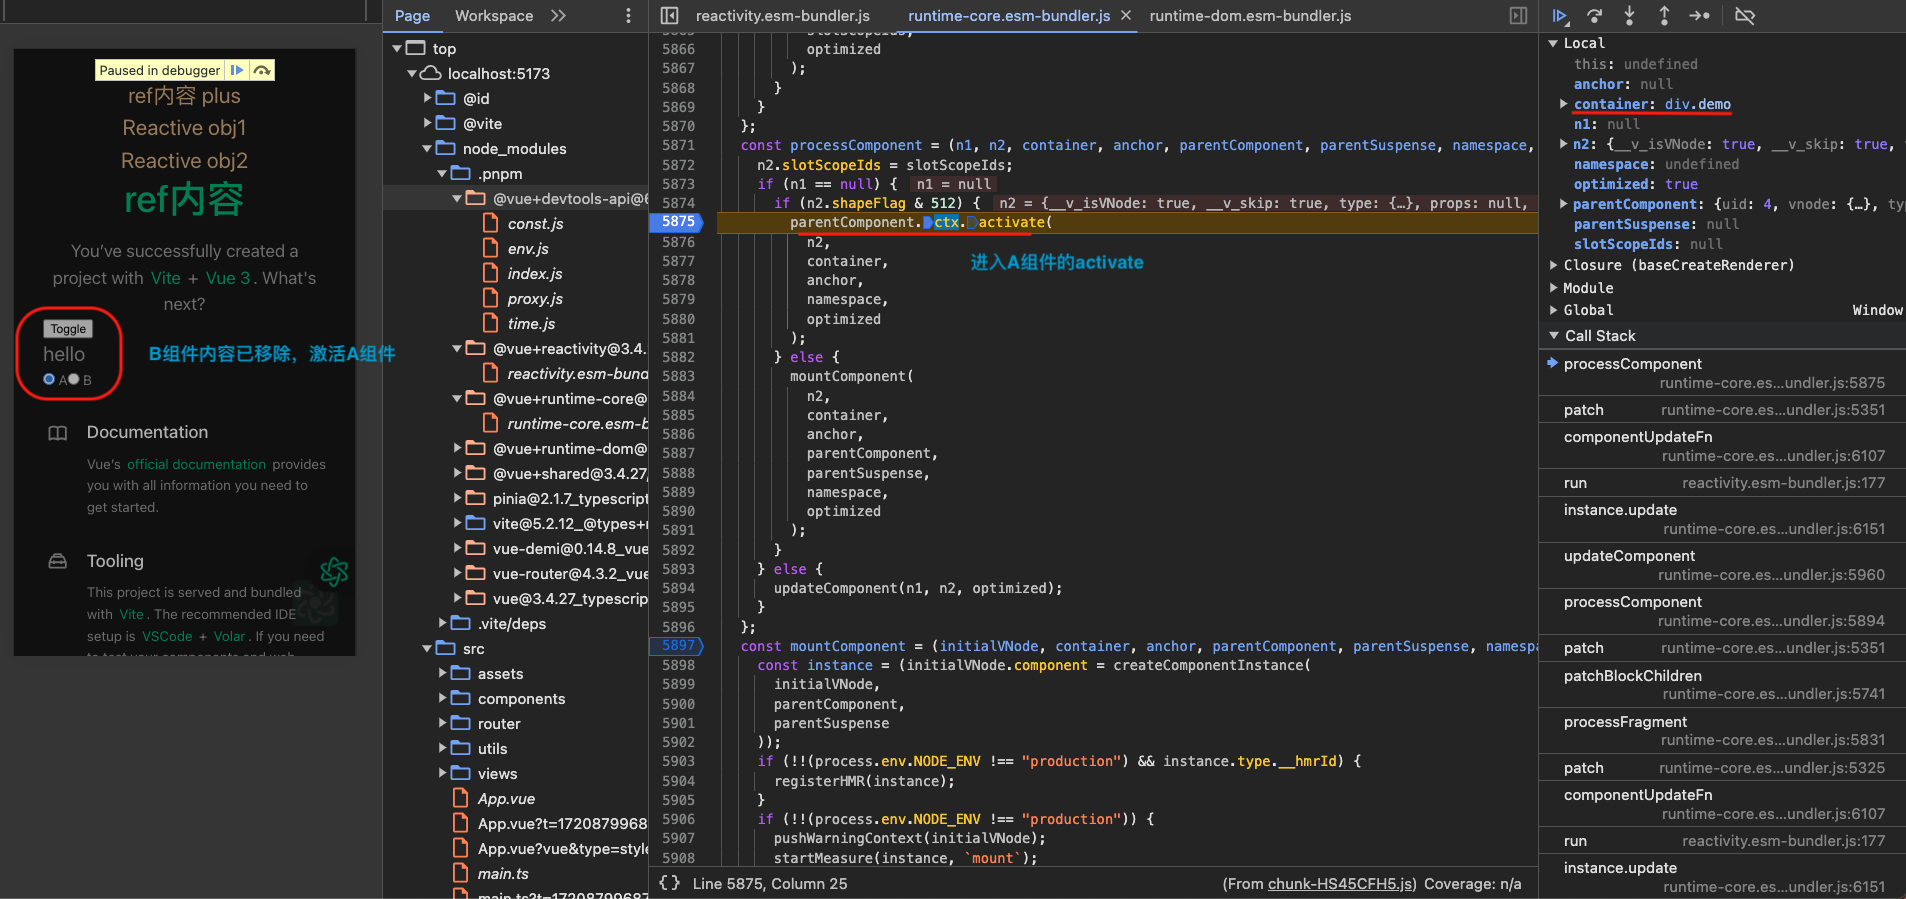 Paused in debugger
ref内容 plus
Reactive obj1
Reactive obj2
ref内容
You've successfully created a
project with Vite + Vue 3 . What's
next?
Toggle
hello
A B
B组件内容已移除，激活A组件
Documentation
Vue's official documentation provides
you with all information you need to
get started.
Tooling
This project is served and bundled
with Vite . The recommended IDE
setup is VSCode + Volar . If you need
Page Workspace
top
localhost:5173
@id
@vite
node_modules
.pnpm
@vue+devtools-api@6
const.js
env.js
index.js
proxy.js
time.js
@vue+reactivity@3.4.
reactivity.esm-bund
@vue+runtime-core@
runtime-core.esm-b
@vue+runtime-dom@
@vue+shared@3.4.27
pinia@2.1.7_typescript
vite@5.2.12_@types+
vue-demi@0.14.8_vue
vue-router@4.3.2_vue
vue@3.4.27_typescrip
.vite/deps
src
assets
components
router
utils
views
App.vue
App.vue?t=1720879968
App.vue?vue&type=style
main.ts
main.ts?t=172087996
reactivity.esm-bundler.js runtime-core.esm-bundler.js runtime-dom.esm-bundler.js
5866 optimized
5867 );
5868 }
5869 }
5870 };
5871 const processComponent = (n1, n2, container, anchor, parentComponent, parentSuspense, namespace,
5872 n2.slotScopeIds = slotScopeIds;
5873 if (n1 == null) { n1 = null
5874 if (n2.shapeFlag & 512) { n2 = {__v_isVNode: true, __v_skip: true, type: {…}, props: null,
5875 parentComponent.ctx.activate(
5876 n2,
5877 container,
进入A组件的activate
5878 anchor,
5879 namespace,
5880 optimized
5881 );
5882 } else {
5883 mountComponent(
5884 n2,
5885 container,
5886 anchor,
5887 parentComponent,
5888 parentSuspense,
5889 namespace,
5890 optimized
5891 );
5892 }
5893 } else {
5894 updateComponent(n1, n2, optimized);
5895 }
5896 };
5897 const mountComponent = (initialVNode, container, anchor, parentComponent, parentSuspense, namespa
5898 const instance = (initialVNode.component = createComponentInstance(
5899 initialVNode,
5900 parentComponent,
5901 parentSuspense
5902 ));
5903 if (!!(process.env.NODE_ENV !== "production") && instance.type.__hmrId) {
5904 registerHMR(instance);
5905 }
5906 if (!!(process.env.NODE_ENV !== "production")) {
5907 pushWarningContext(initialVNode);
5908 startMeasure(instance, `mount`);
{} Line 5875, Column 25 (From chunk-HS45CFH5.js) Coverage: n/a
Local
this: undefined
anchor: null
container: div.demo
n1: null
n2: {__v_isVNode: true, __v_skip: true,
namespace: undefined
optimized: true
parentComponent: {uid: 4, vnode: {…}, ty
parentSuspense: null
slotScopeIds: null
Closure (baseCreateRenderer)
Module
Global Window
Call Stack
processComponent
runtime-core.es…undler.js:5875
patch runtime-core.es…undler.js:5351
componentUpdateFn
runtime-core.es…undler.js:6107
run reactivity.esm-bundler.js:177
instance.update
runtime-core.es…undler.js:6151
updateComponent
runtime-core.es…undler.js:5960
processComponent
runtime-core.es…undler.js:5894
patch runtime-core.es…undler.js:5351
patchBlockChildren
runtime-core.es…undler.js:5741
processFragment
runtime-core.es…undler.js:5831
patch runtime-core.es…undler.js:5325
componentUpdateFn
runtime-core.es…undler.js:6107
run reactivity.esm-bundler.js:177
instance.update
runtime-core.es…undler.js:6151